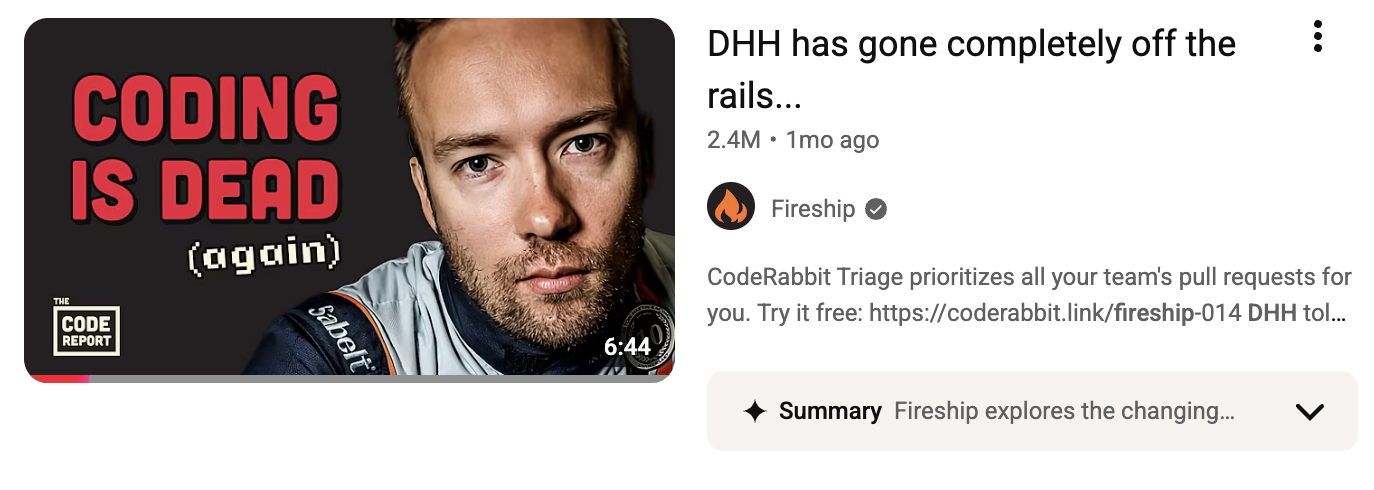 CODING
IS DEAD
(again)
THE
CODE
REPORT
Sabelt
6:44
DHH has gone completely off the
rails...
2.4M • 1mo ago
Fireship
CodeRabbit Triage prioritizes all your team's pull requests for
you. Try it free: https://coderabbit.link/fireship-014 DHH tol...
Summary Fireship explores the changing...